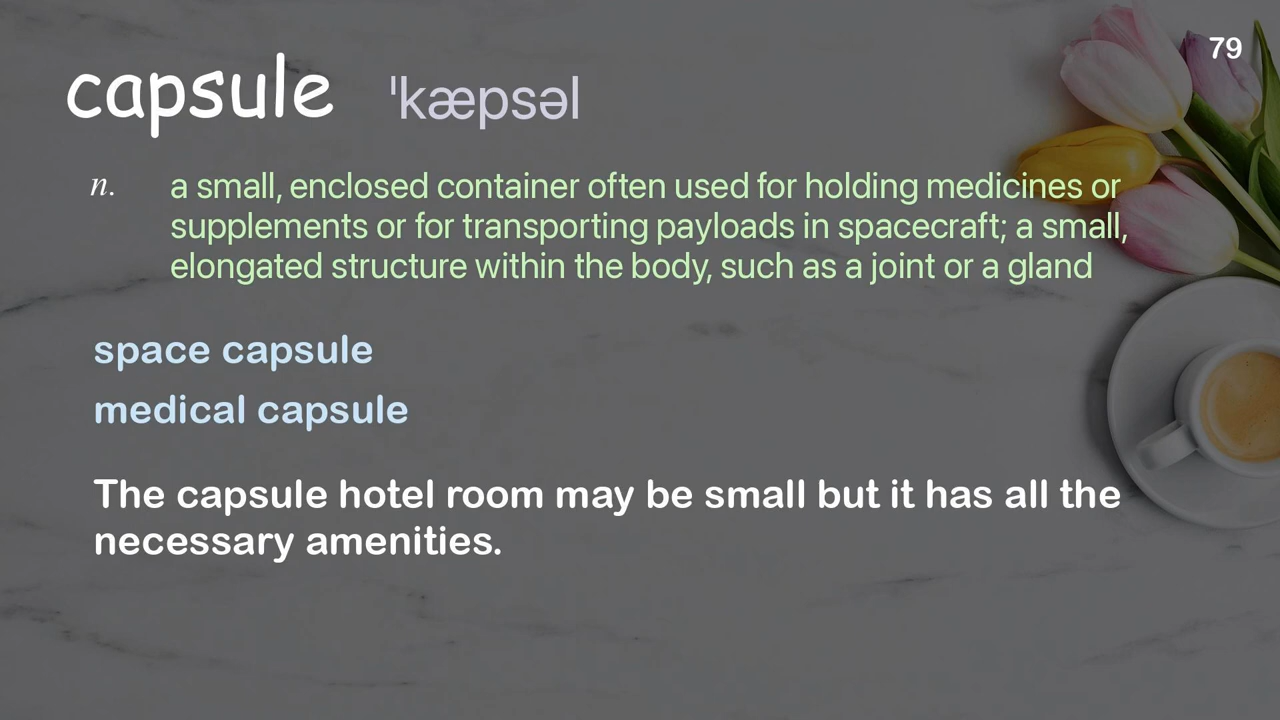 79
capsule ˈkæpsəl
n. a small, enclosed container often used for holding medicines or
supplements or for transporting payloads in spacecraft; a small,
elongated structure within the body, such as a joint or a gland
space capsule
medical capsule
The capsule hotel room may be small but it has all the
necessary amenities.